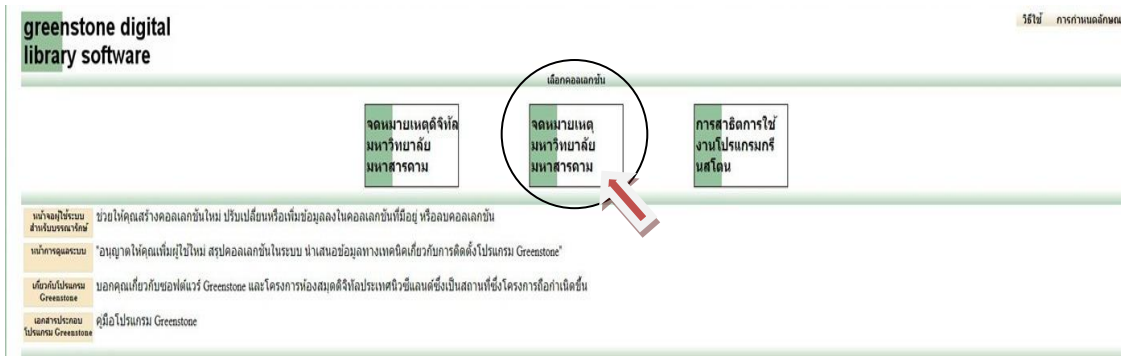 greenstone digital
library software
วิธีใช้ การกำหนดลักษณ
เลือกคอลเลกชัน
จดหมายเหตุดิจิทัล
มหาวิทยาลัย
มหาสารคาม
จดหมายเหตุ
มหาวิทยาลัย
มหาสารคาม
การสาธิตการใช้
งานโปรแกรมกรี
นสโตน
หน้าจอผู้ใช้ระบบ
สำหรับบรรณารักษ์
ช่วยให้คุณสร้างคอลเลกชันใหม่ ปรับเปลี่ยนหรือเพิ่มข้อมูลลงในคอลเลกชันที่มีอยู่ หรือลบคอลเลกชัน
หน้าการดูแลระบบ
"อนุญาตให้คุณเพิ่มผู้ใช้ใหม่ สรุปคอลเลกชันในระบบ นำเสนอข้อมูลทางเทคนิคเกี่ยวกับการติดตั้งโปรแกรม Greenstone"
เกี่ยวกับโปรแกรม
Greenstone
บอกคุณเกี่ยวกับซอฟต์แวร์ Greenstone และโครงการห้องสมุดดิจิทัลประเทศนิวซีแลนด์ซึ่งเป็นสถานที่ซึ่งโครงการถือกำเนิดขึ้น
เอกสารประกอบ
โปรแกรม Greenstone
คู่มือโปรแกรม Greenstone